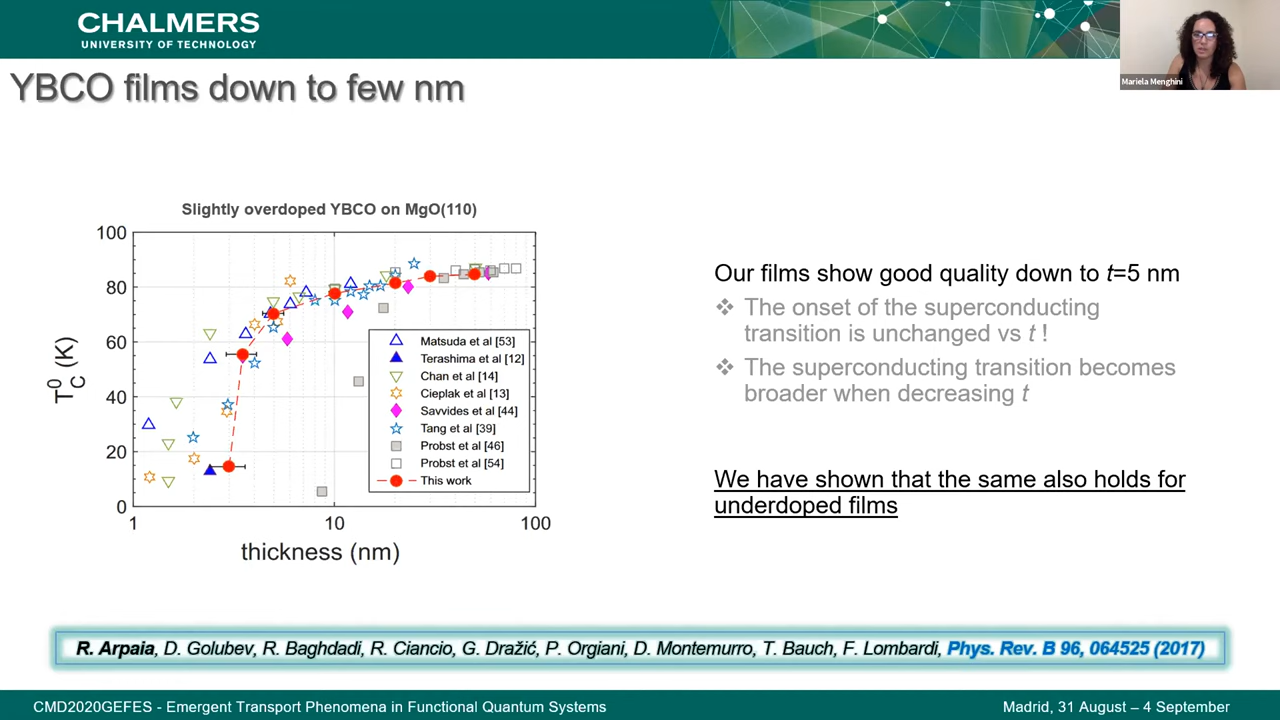 CHALMERS
UNIVERSITY OF TECHNOLOGY
Mariela Menghini
YBCO films down to few nm
Slightly overdoped YBCO on MgO(110)
100
80
60
40
20
0
T_C^0 (K)
1
10
100
thickness (nm)
Matsuda et al [53]
Terashima et al [12]
Chan et al [14]
Cieplak et al [13]
Savvides et al [44]
Tang et al [39]
Probst et al [46]
Probst et al [54]
This work
Our films show good quality down to t=5 nm
❖ The onset of the superconducting
transition is unchanged vs t !
❖ The superconducting transition becomes
broader when decreasing t
We have shown that the same also holds for
underdoped films
R. Arpaia, D. Golubev, R. Baghdadi, R. Ciancio, G. Dražić, P. Orgiani, D. Montemurro, T. Bauch, F. Lombardi, Phys. Rev. B 96, 064525 (2017)
CMD2020GEFES - Emergent Transport Phenomena in Functional Quantum Systems
Madrid, 31 August – 4 September